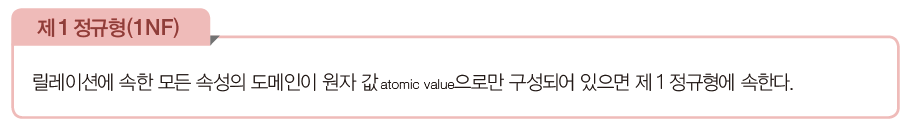 제1정규형(1NF)
릴레이션에 속한 모든 속성의 도메인이 원자 값atomic value으로만 구성되어 있으면 제1정규형에 속한다.